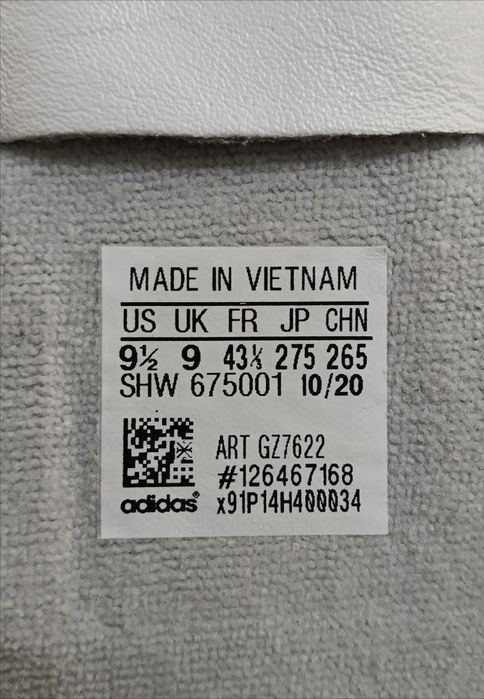 MADE IN VIETNAM
US UK FR JP CHN
9½ 9 43⅓ 275 265
SHW 675001 10/20
ART GZ7622
#126467168
adidas® x91P14H400034